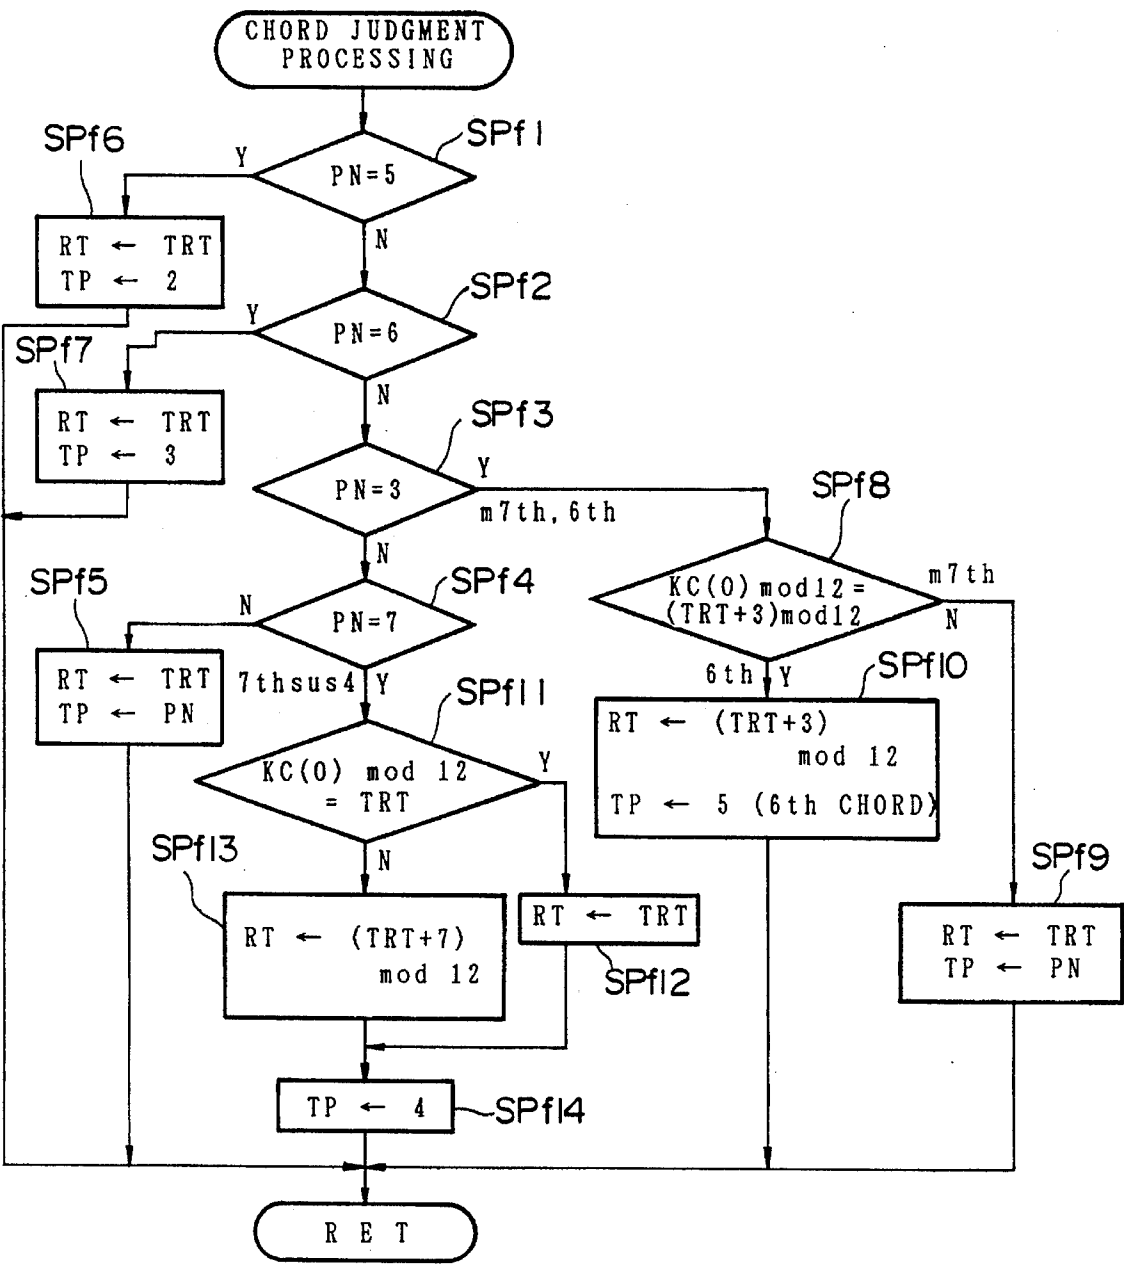 CHORD JUDGMENT
PROCESSING
SPf1
PN=5
Y
N
SPf6
RT ← TRT
TP ← 2
SPf2
PN=6
Y
N
SPf7
RT ← TRT
TP ← 3
SPf3
PN=3
Y
m7th, 6th
N
SPf8
KC(0) mod12=
(TRT+3)mod12
m7th
N
6th
Y
SPf4
PN=7
N
7thsus4
Y
SPf5
RT ← TRT
TP ← PN
SPf10
RT ← (TRT+3)
mod 12
TP ← 5 (6th CHORD)
SPf11
KC(0) mod 12
= TRT
Y
N
SPf13
RT ← (TRT+7)
mod 12
RT ← TRT
SPf12
SPf9
RT ← TRT
TP ← PN
TP ← 4
SPf14
RET